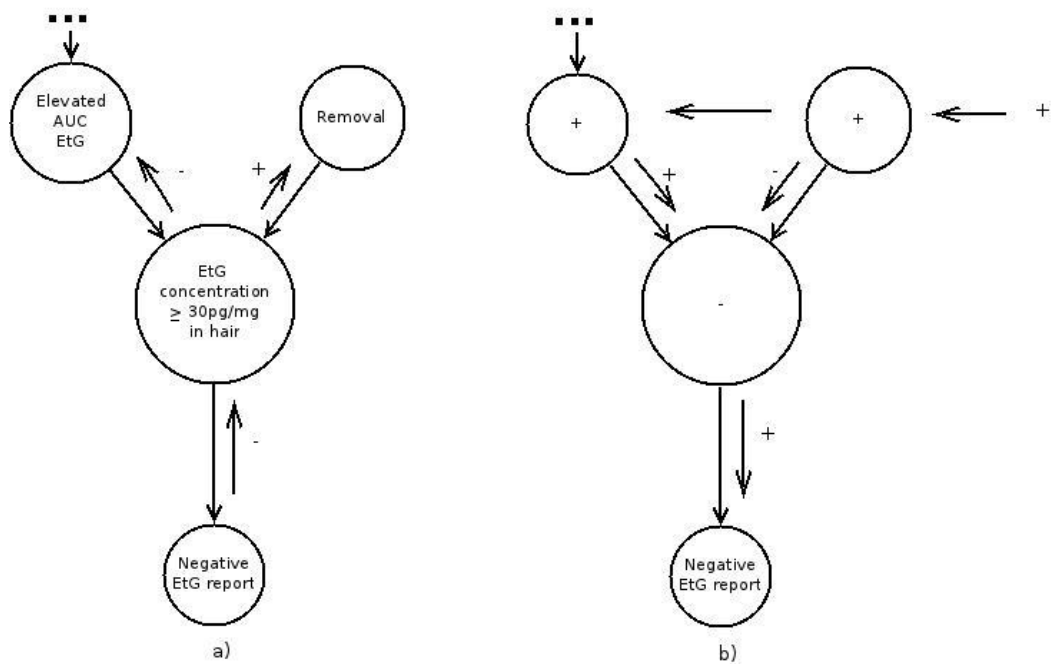 ...
Elevated
AUC
EtG
Removal
-
+
EtG
concentration
≥ 30pg/mg
in hair
-
Negative
EtG report
a)
...
+
+
+
+
-
-
+
Negative
EtG report
b)